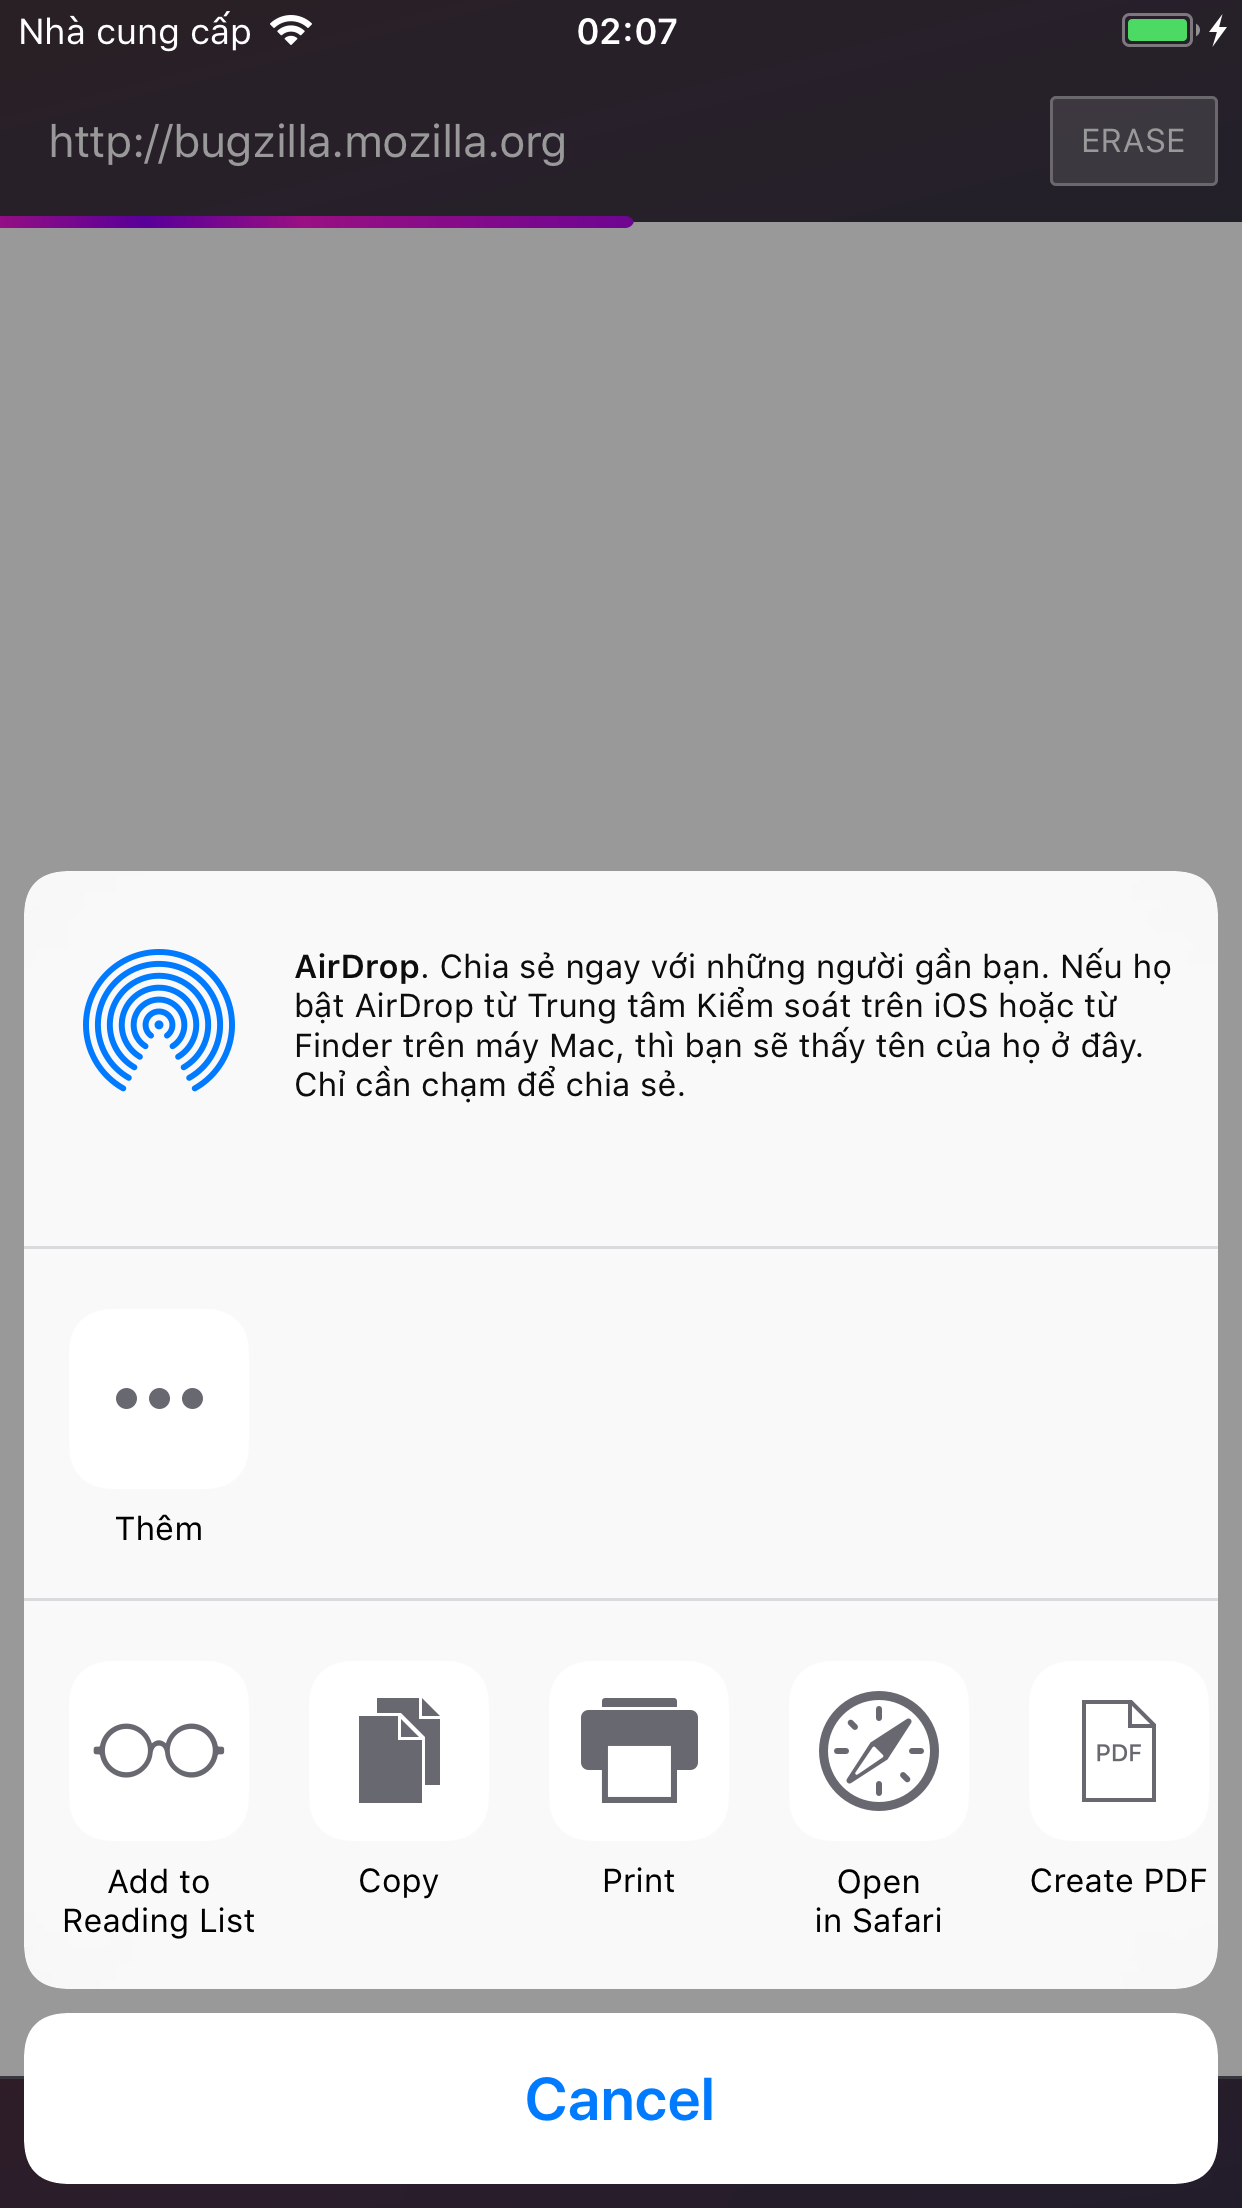 Nhà cung cấp
02:07
http://bugzilla.mozilla.org
ERASE
AirDrop. Chia sẻ ngay với những người gần bạn. Nếu họ
bật AirDrop từ Trung tâm Kiểm soát trên iOS hoặc từ
Finder trên máy Mac, thì bạn sẽ thấy tên của họ ở đây.
Chỉ cần chạm để chia sẻ.
Thêm
Add to
Reading List
Copy
Print
Open
in Safari
PDF
Create PDF
Cancel